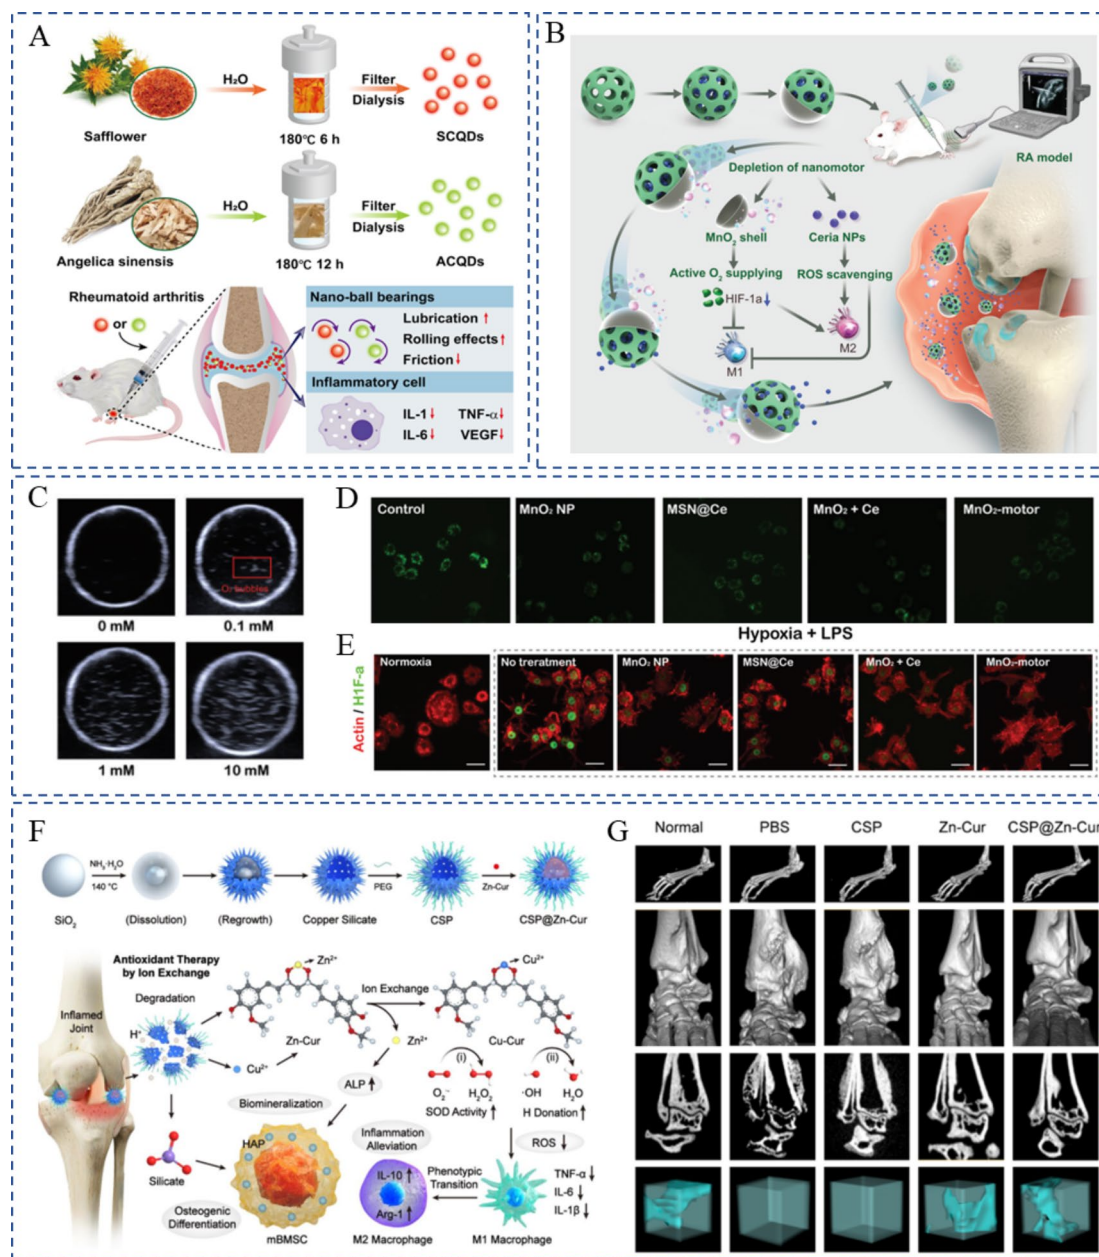 A
Safflower
H₂O
180℃ 6 h
Filter
Dialysis
SCQDs
Angelica sinensis
H₂O
180℃ 12 h
Filter
Dialysis
ACQDs
Rheumatoid arthritis
or
Nano-ball bearings
Lubrication ↑
Rolling effects↑
Friction↓
Inflammatory cell
IL-1↓ TNF-α↓
IL-6↓ VEGF↓
B
RA model
Depletion of nanomotor
MnO₂ shell
Ceria NPs
Active O₂ supplying
ROS scavenging
HIF-1a↓
M1
M2
C
0 mM
0.1 mM
O₂ bubbles
1 mM
10 mM
D
Control
MnO₂ NP
MSN@Ce
MnO₂ + Ce
MnO₂-motor
Hypoxia + LPS
E
Actin / H1F-a
Normoxia
No treatment
MnO₂ NP
MSN@Ce
MnO₂ + Ce
MnO₂-motor
F
SiO₂
NH₃·H₂O
140 °C
(Dissolution)
(Regrowth)
Copper Silicate
PEG
CSP
Zn-Cur
CSP@Zn-Cur
Antioxidant Therapy
by Ion Exchange
Inflamed
Joint
Degradation
H⁺
Zn²⁺
Zn-Cur
Cu²⁺
Ion Exchange
Zn²⁺
Cu²⁺
Cu-Cur
ALP ↑
(i)
O₂·⁻
H₂O₂
SOD Activity ↑
(ii)
·OH
H₂O
H Donation ↑
Biomineralization
HAP
Silicate
Osteogenic
Differentiation
mBMSC
Inflammation
Alleviation
IL-10 ↑
Arg-1 ↑
M2 Macrophage
Phenotypic
Transition
ROS ↓
M1 Macrophage
TNF-α ↓
IL-6 ↓
IL-1β ↓
G
Normal
PBS
CSP
Zn-Cur
CSP@Zn-Cur